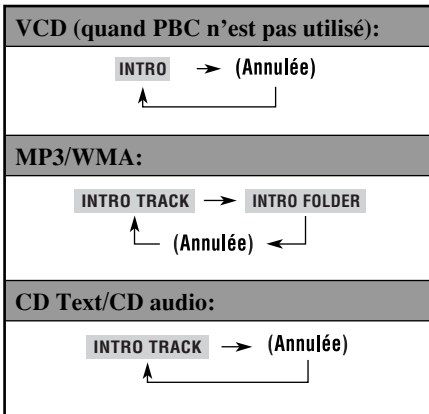 VCD (quand PBC n’est pas utilisé):
INTRO → (Annulée)
MP3/WMA:
INTRO TRACK → INTRO FOLDER
(Annulée)
CD Text/CD audio:
INTRO TRACK → (Annulée)